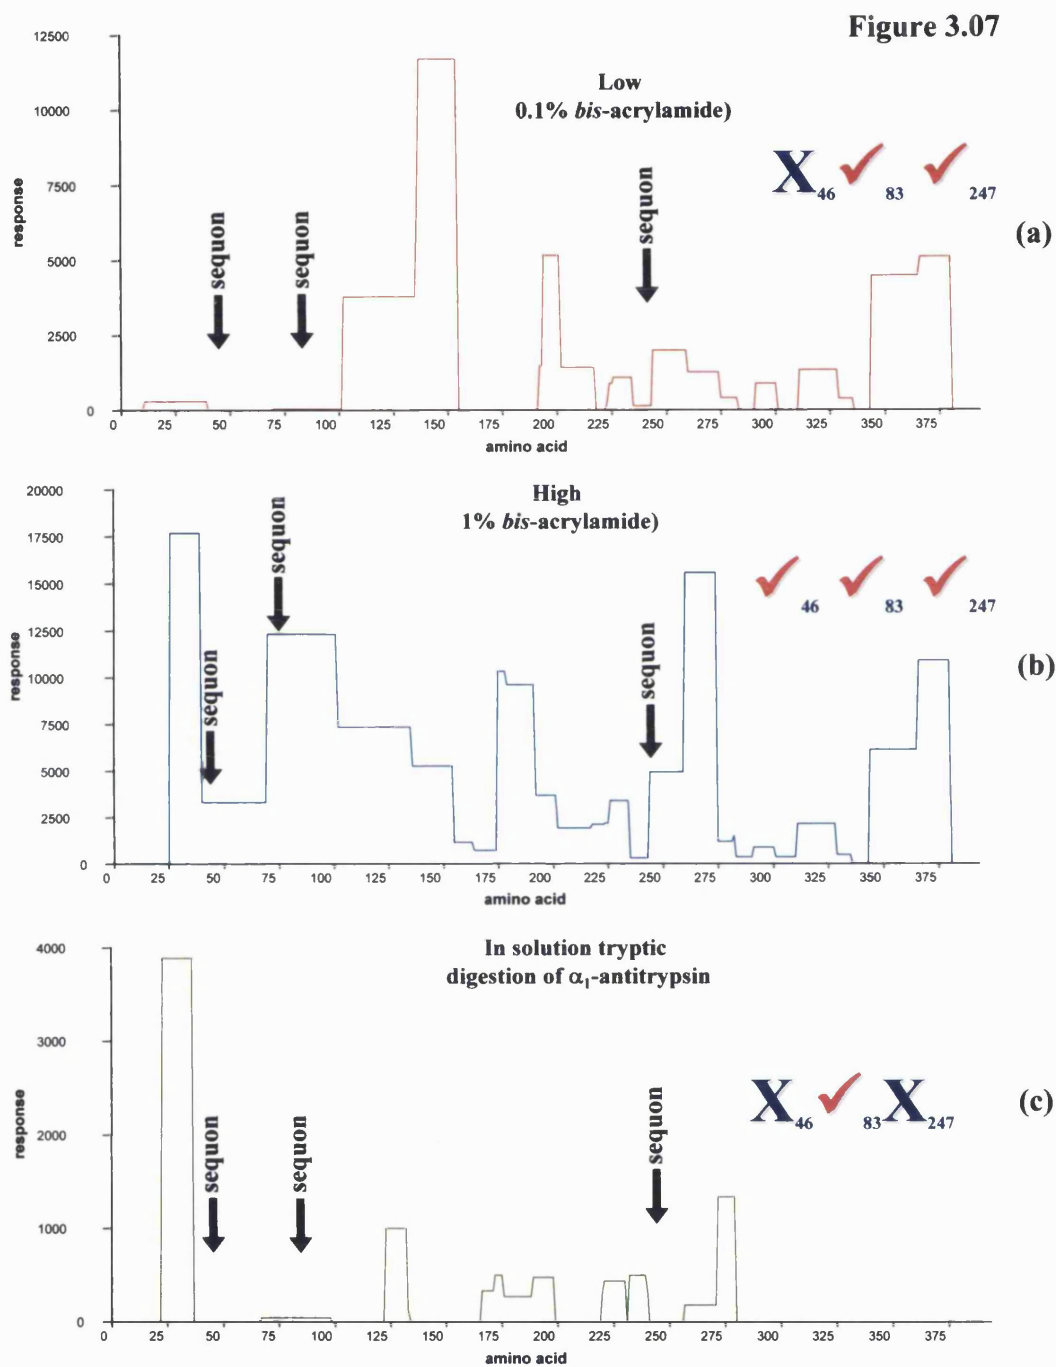 Figure 3.07
Low
0.1% bis-acrylamide)
12500
10000
7500
5000
2500
0
response
sequon
sequon
sequon
X46 ✓83 ✓247
(a)
0 25 50 75 100 125 150 175 200 225 250 275 300 325 350 375
amino acid
High
1% bis-acrylamide)
20000
17500
15000
12500
10000
7500
5000
2500
0
response
sequon
sequon
sequon
✓46 ✓83 ✓247
(b)
0 25 50 75 100 125 150 175 200 225 250 275 300 325 350 375
amino acid
In solution tryptic
digestion of α₁-antitrypsin
4000
3000
2000
1000
0
response
sequon
sequon
sequon
X46 ✓83 X247
(c)
0 25 50 75 100 125 150 175 200 225 250 275 300 325 350 375
amino acid